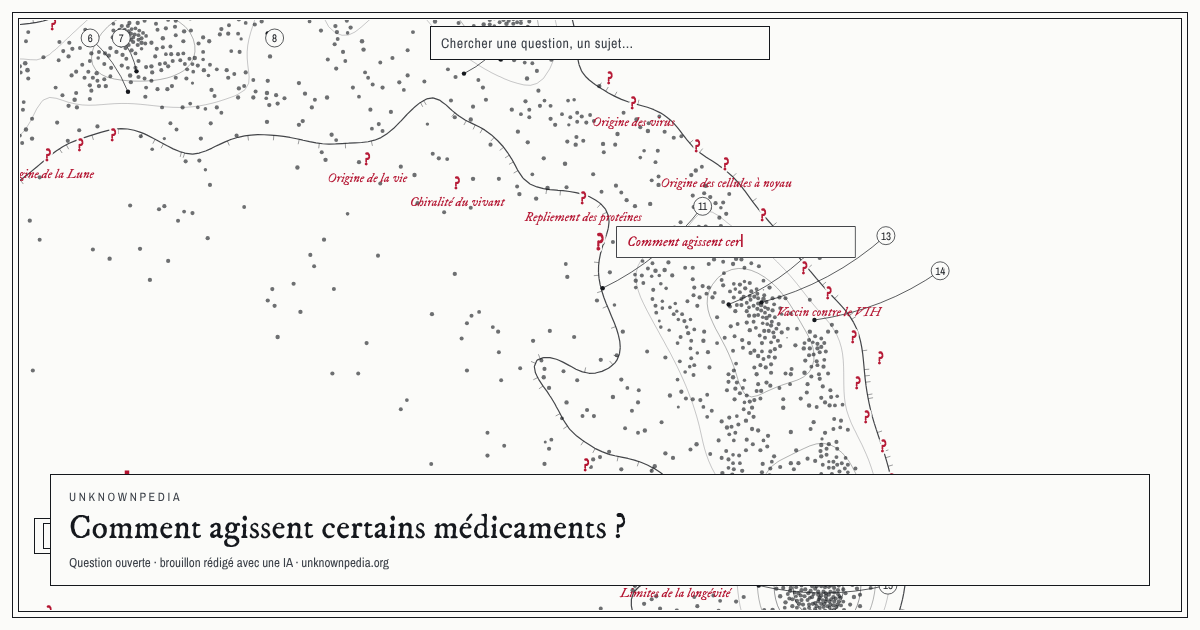 6
7
8
Chercher une question, un sujet…
?
Origine des virus
gine de la Lune
Origine de la vie
Chiralité du vivant
Origine des cellules à noyau
Repliement des protéines
11
Comment agissent cer
13
14
Vaccin contre le VIH
UNKNOWNPEDIA
Comment agissent certains médicaments ?
Question ouverte · brouillon rédigé avec une IA · unknownpedia.org
Limites de la longévité